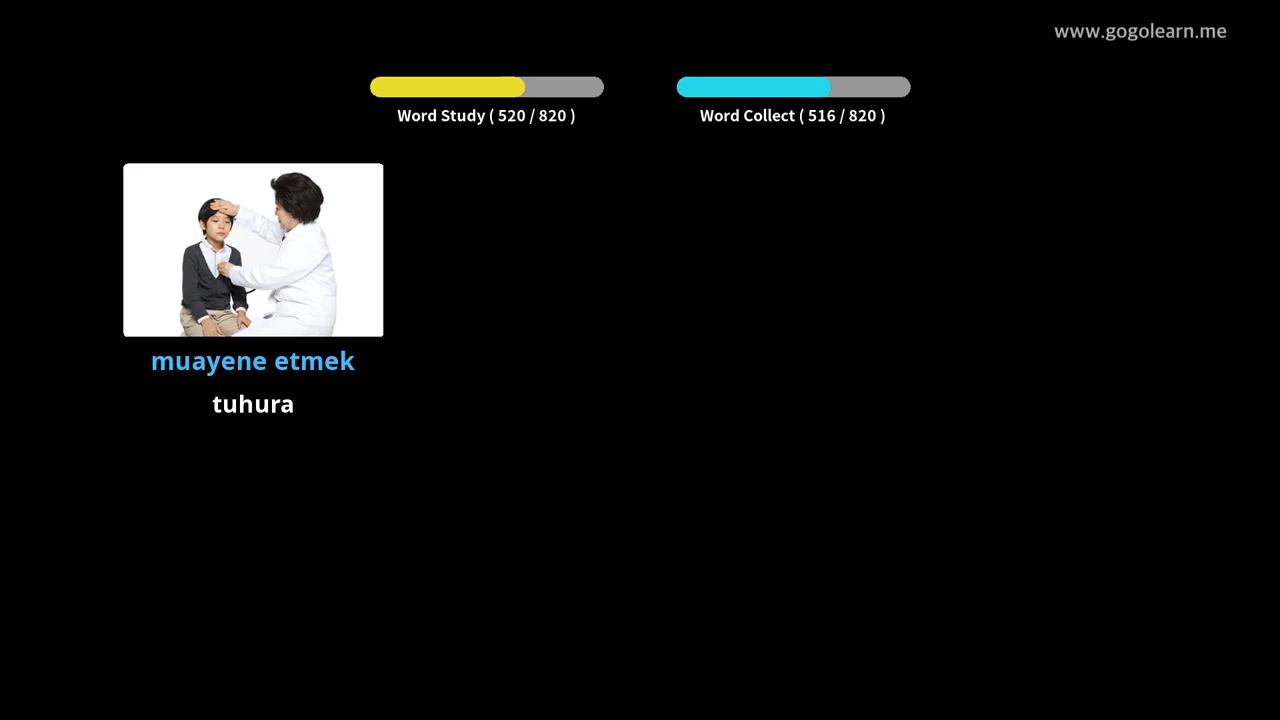 www.gogolearn.me
Word Study ( 520 / 820 )
Word Collect ( 516 / 820 )
muayene etmek
tuhura